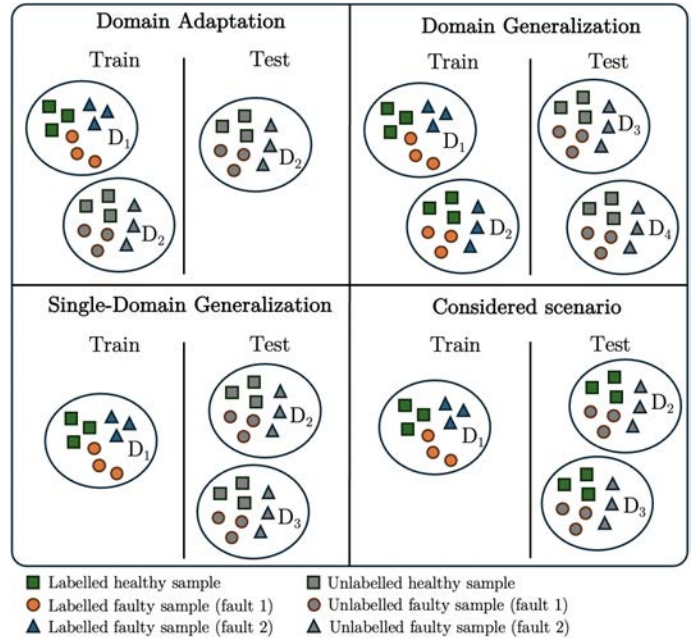 Domain Adaptation
Train
Test
D1
D2
D2
Domain Generalization
Train
Test
D1
D2
D3
D4
Single-Domain Generalization
Train
Test
D1
D2
D3
Considered scenario
Train
Test
D1
D2
D3
Labelled healthy sample
Labelled faulty sample (fault 1)
Labelled faulty sample (fault 2)
Unlabelled healthy sample
Unlabelled faulty sample (fault 1)
Unlabelled faulty sample (fault 2)